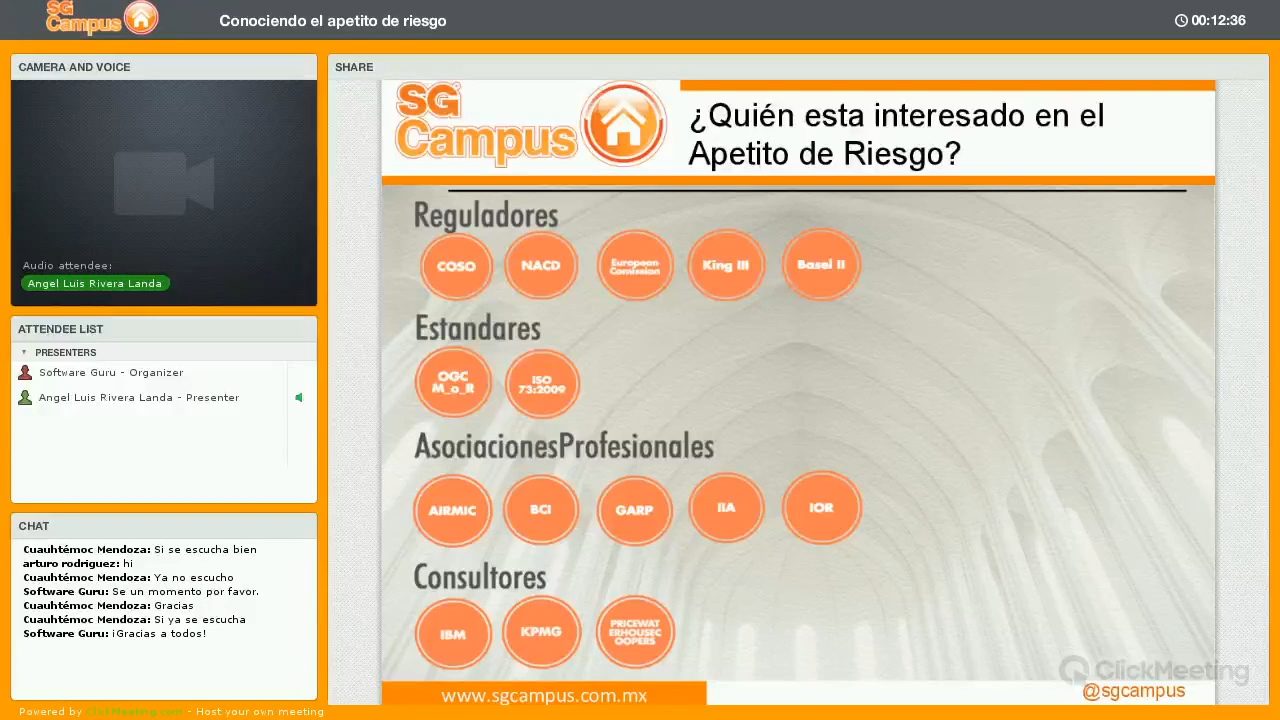 SG
Campus
Conociendo el apetito de riesgo
00:12:36
CAMERA AND VOICE
Audio attendee:
Angel Luis Rivera Landa
ATTENDEE LIST
PRESENTERS
Software Guru - Organizer
Angel Luis Rivera Landa - Presenter
CHAT
Cuauhtémoc Mendoza: Si se escucha bien
arturo rodriguez: hi
Cuauhtémoc Mendoza: Ya no escucho
Software Guru: Se un momento por favor.
Cuauhtémoc Mendoza: Gracias
Cuauhtémoc Mendoza: Si ya se escucha
Software Guru: ¡Gracias a todos!
Powered by ClickMeeting.com - Host your own meeting
SHARE
SG
Campus
¿Quién esta interesado en el
Apetito de Riesgo?
Reguladores
COSO
NACD
European
Comission
King III
Basel II
Estandares
OGC
M_o_R
ISO
73:2009
AsociacionesProfesionales
AIRMIC
BCI
GARP
IIA
IOR
Consultores
IBM
KPMG
PRICEWAT
ERHOUSEC
OOPERS
ClickMeeting
www.sgcampus.com.mx
@sgcampus